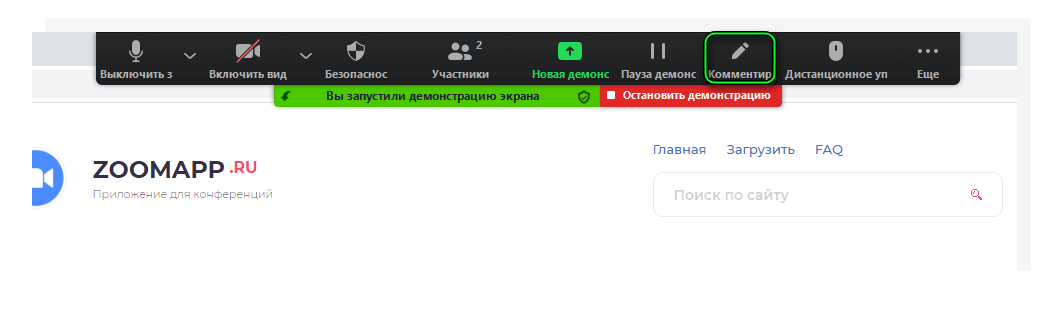 2
Выключить з Включить вид Безопаснос Участники Новая демонс Пауза демонс Комментир Дистанционное уп Еще
Вы запустили демонстрацию экрана Остановить демонстрацию
Главная Загрузить FAQ
ZOOMAPP .RU
Приложение для конференций
Поиск по сайту